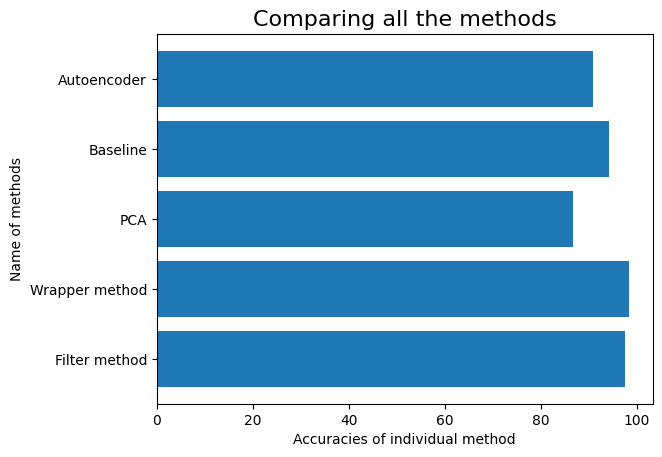 Comparing all the methods
Name of methods
Autoencoder
Baseline
PCA
Wrapper method
Filter method
0 20 40 60 80 100
Accuracies of individual method